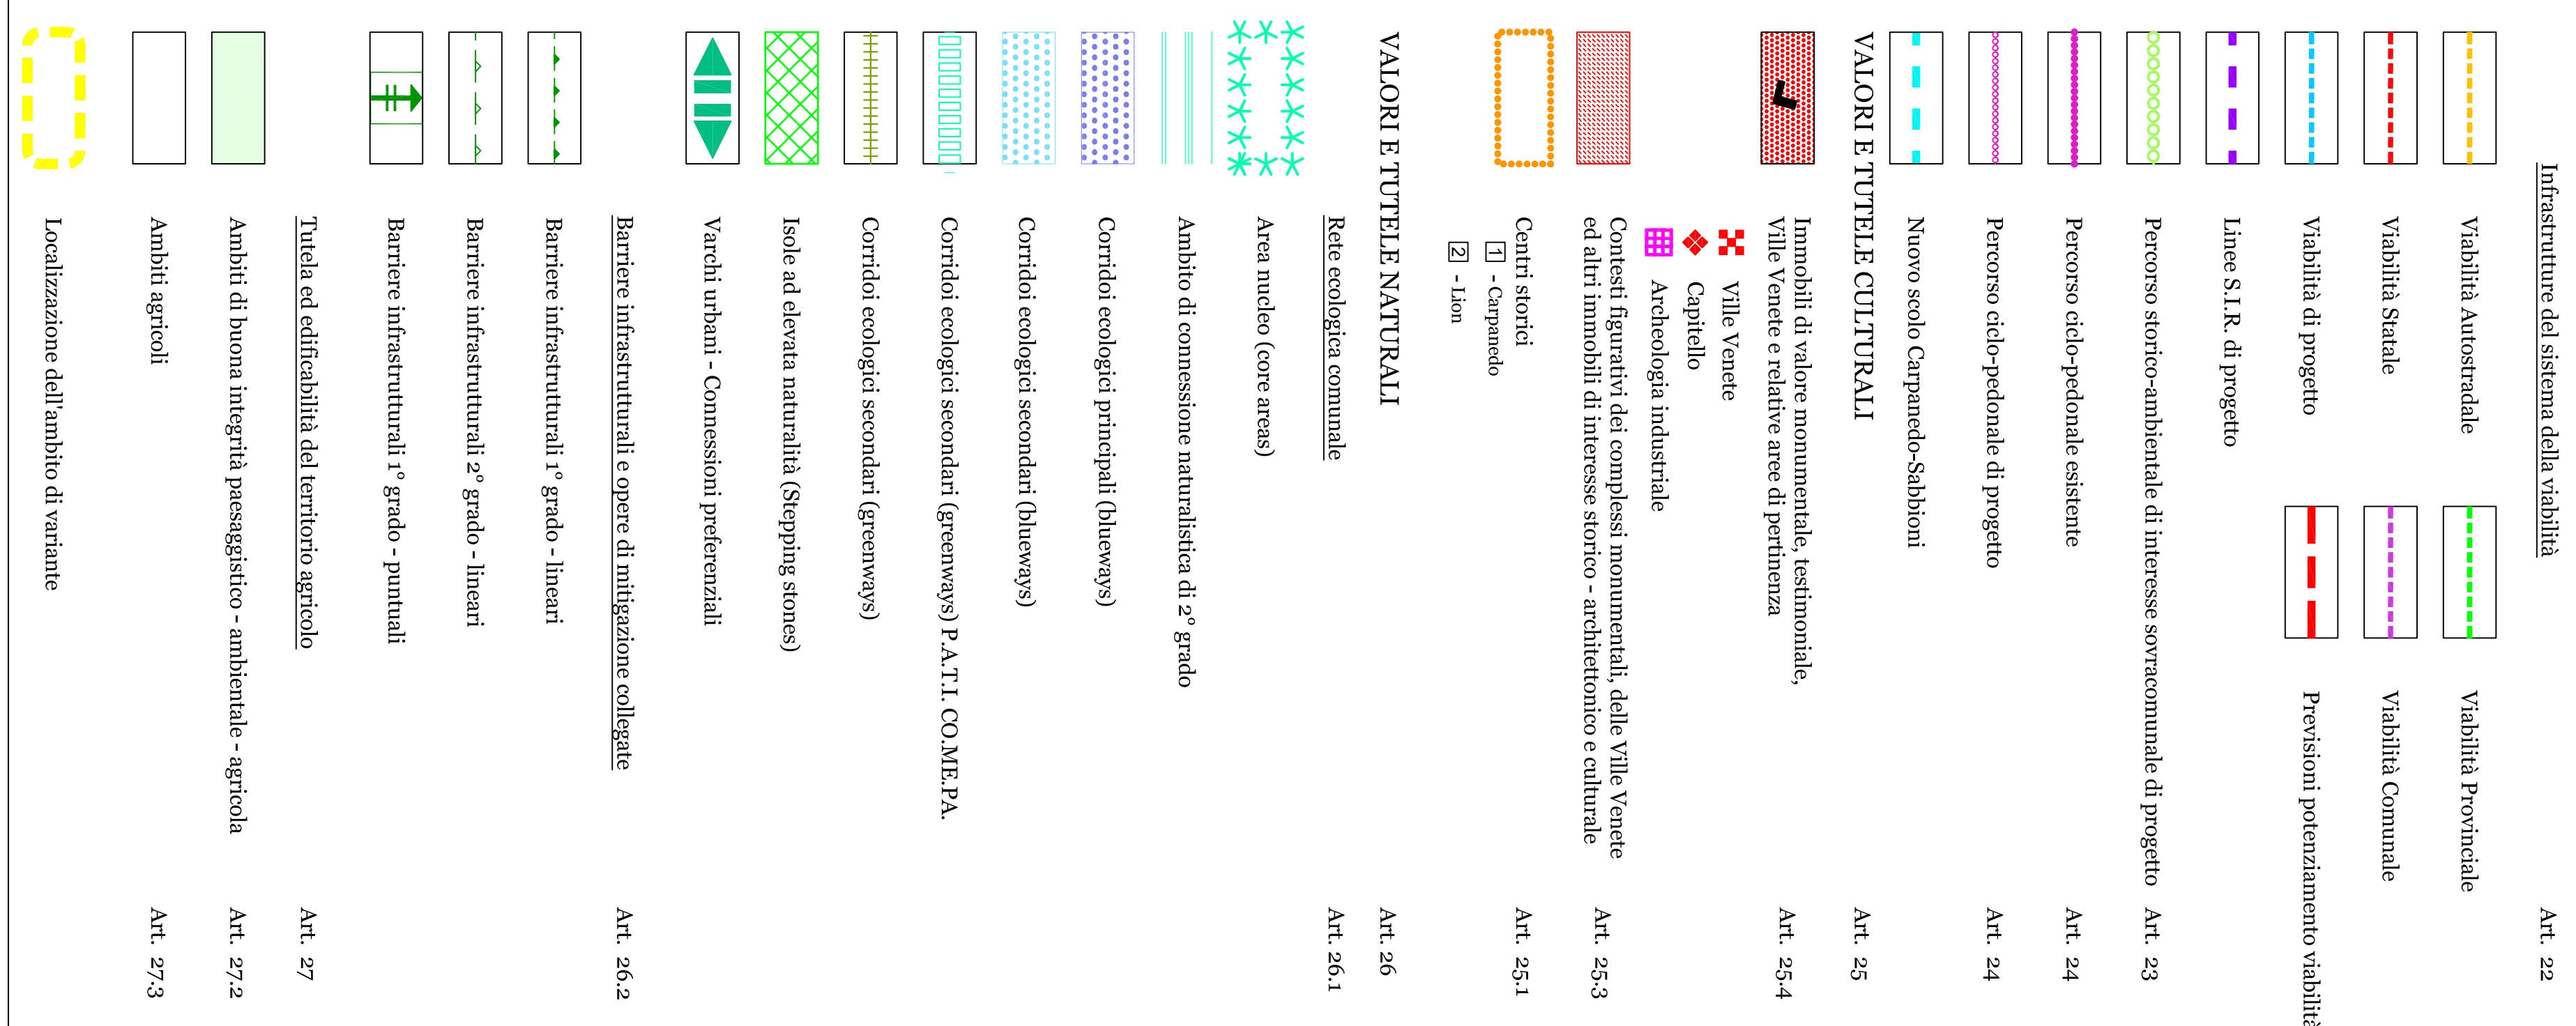 Infrastrutture del sistema della viabilità Art. 22
Viabilità Autostradale Viabilità Provinciale
Viabilità Statale Viabilità Comunale
Viabilità di progetto Previsioni potenziamento viabilità
Linee S.I.R. di progetto
Percorso storico-ambientale di interesse sovracomunale di progetto Art. 23
Percorso ciclo-pedonale esistente Art. 24
Percorso ciclo-pedonale di progetto Art. 24
Nuovo scolo Carpanedo-Sabbioni
VALORI E TUTELE CULTURALI Art. 25
Immobili di valore monumentale, testimoniale,
Ville Venete e relative aree di pertinenza Art. 25.4
Ville Venete
Capitello
Archeologia industriale
Contesti figurativi dei complessi monumentali, delle Ville Venete
ed altri immobili di interesse storico - architettonico e culturale Art. 25.3
Centri storici Art. 25.1
1 - Carpanedo
2 - Lion
VALORI E TUTELE NATURALI Art. 26
Rete ecologica comunale Art. 26.1
Area nucleo (core areas)
Ambito di connessione naturalistica di 2° grado
Corridoi ecologici principali (blueways)
Corridoi ecologici secondari (blueways)
Corridoi ecologici secondari (greenways) P.A.T.I. CO.ME.PA.
Corridoi ecologici secondari (greenways)
Isole ad elevata naturalità (Stepping stones)
Varchi urbani - Connessioni preferenziali
Barriere infrastrutturali e opere di mitigazione collegate Art. 26.2
Barriere infrastrutturali 1° grado - lineari
Barriere infrastrutturali 2° grado - lineari
Barriere infrastrutturali 1° grado - puntuali
Tutela ed edificabilità del territorio agricolo Art. 27
Ambiti di buona integrità paesaggistico - ambientale - agricola Art. 27.2
Ambiti agricoli Art. 27.3
Localizzazione dell'ambito di variante